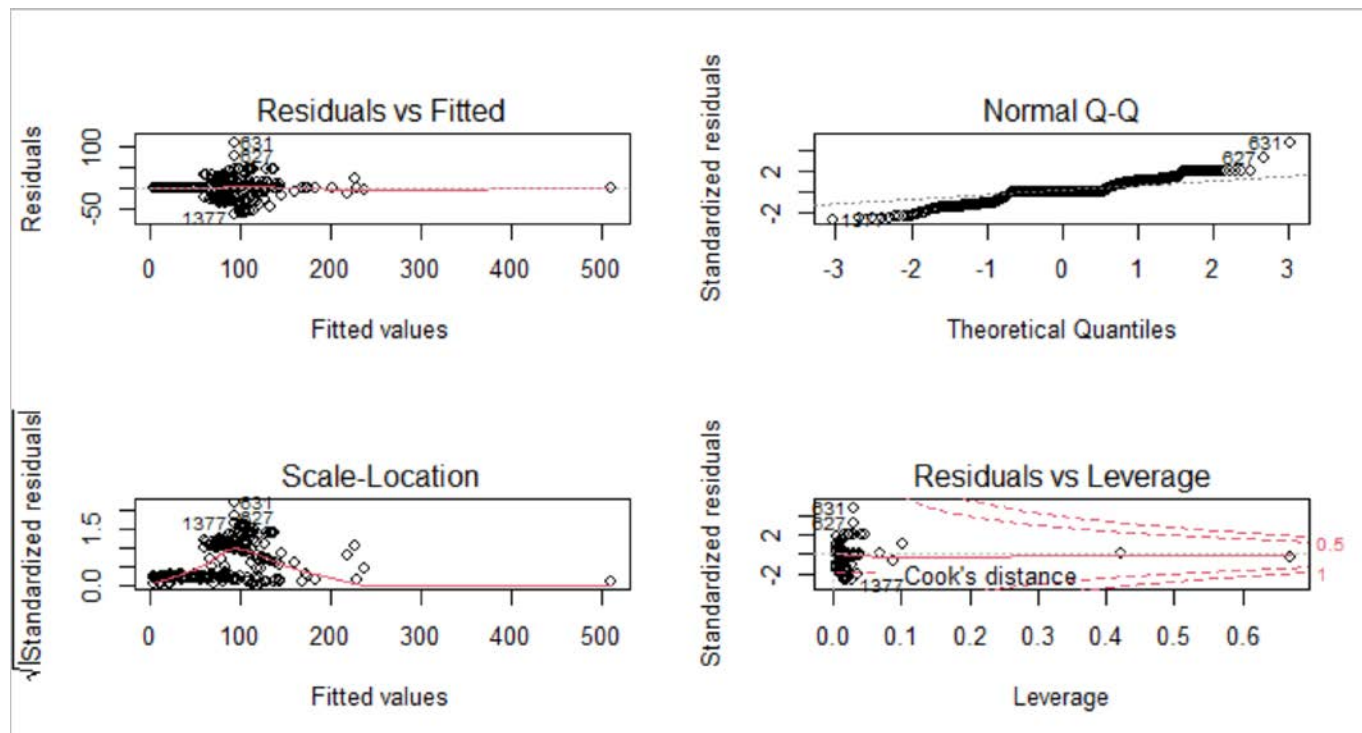 Residuals vs Fitted
Residuals
100
-50
631
627
1377
0 100 200 300 400 500
Fitted values
Normal Q-Q
Standardized residuals
2
-2
631
627
-3 -2 -1 0 1 2 3
Theoretical Quantiles
Scale-Location
√|Standardized residuals|
1.5
0.0
631
1377 627
0 100 200 300 400 500
Fitted values
Residuals vs Leverage
Standardized residuals
2
-2
631
627
1377
Cook's distance
0.5
1
0.0 0.1 0.2 0.3 0.4 0.5 0.6
Leverage